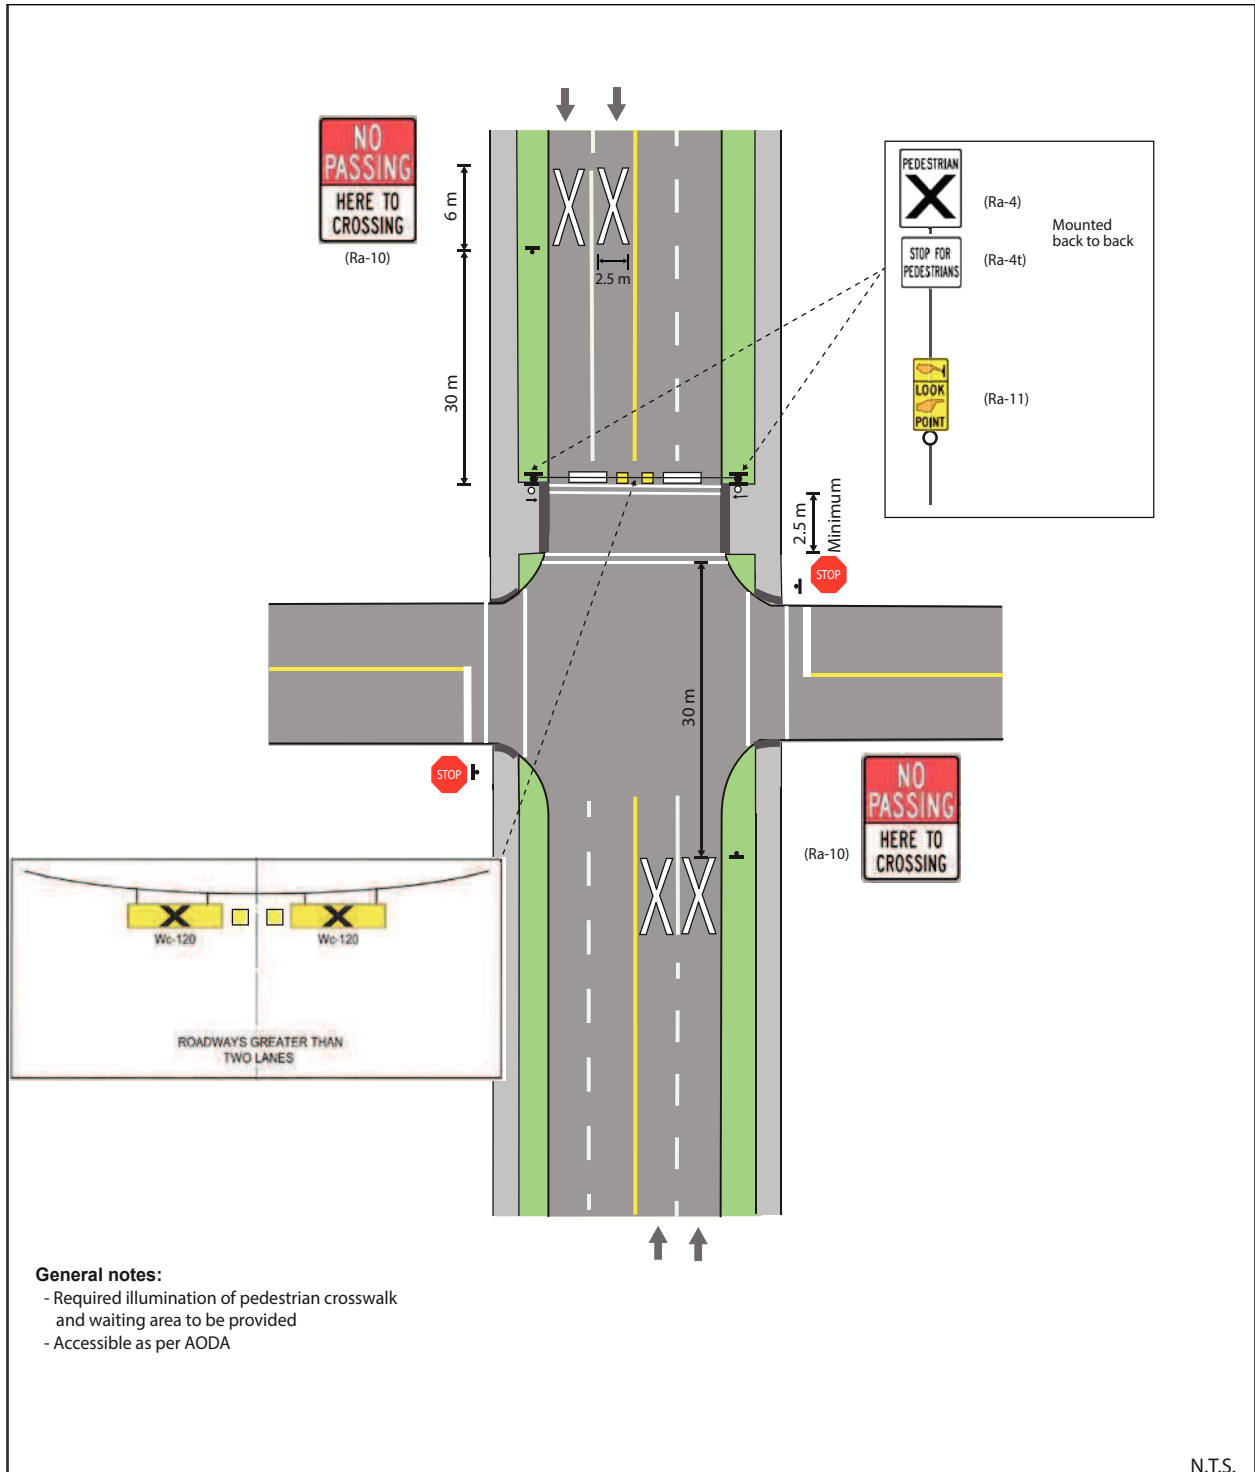 NO
PASSING
HERE TO
CROSSING
(Ra-10)
6 m
30 m
2.5 m
PEDESTRIAN
X
(Ra-4)
Mounted
back to back
STOP FOR
PEDESTRIANS
(Ra-4t)
LOOK
POINT
(Ra-11)
2.5 m
Minimum
STOP
30 m
STOP
NO
PASSING
HERE TO
CROSSING
(Ra-10)
X
X
Wc-120
Wc-120
ROADWAYS GREATER THAN
TWO LANES
General notes:
- Required illumination of pedestrian crosswalk
and waiting area to be provided
- Accessible as per AODA
N.T.S.